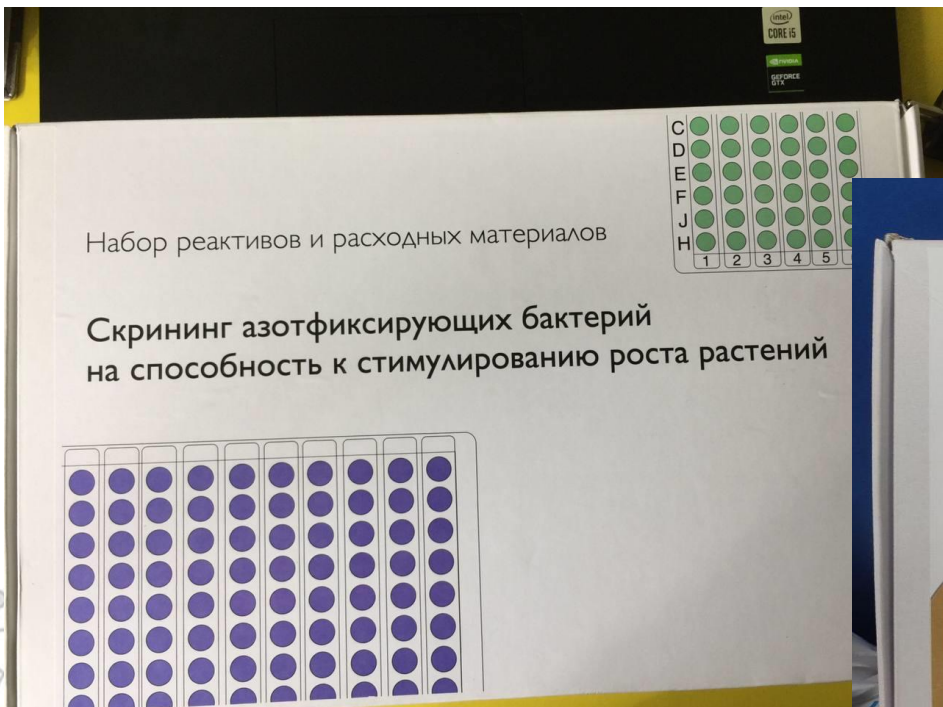 intel
CORE i5
NVIDIA
GEFORCE
GTX
C
D
E
F
J
H
1 2 3 4 5
Набор реактивов и расходных материалов
Скрининг азотфиксирующих бактерий
на способность к стимулированию роста растений